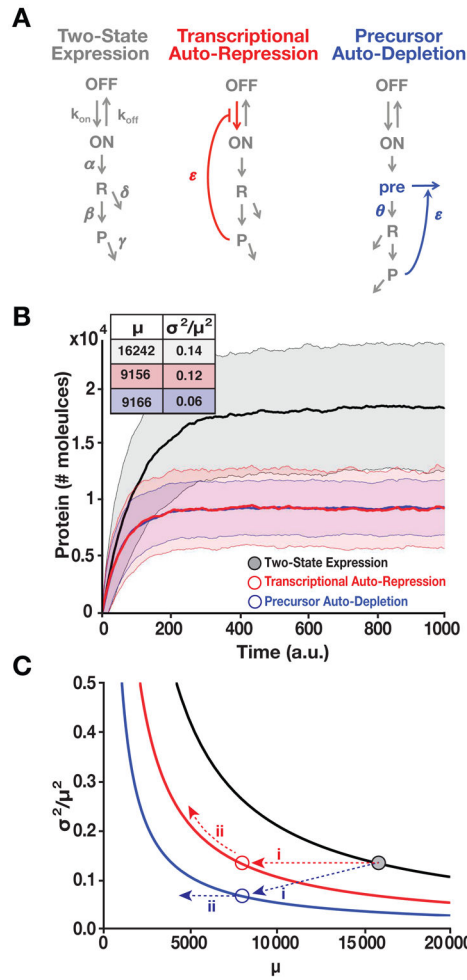 A
Two-State Expression
Transcriptional Auto-Repression
Precursor Auto-Depletion
OFF
OFF
OFF
k_on
k_off
ON
ON
ON
α
R
R
pre
δ
ε
θ
ε
β
R
P
P
γ
P
B
x10⁴
μ
σ²/μ²
16242
0.14
9156
0.12
9166
0.06
2
1.5
1
0.5
0
Protein (# moleulces)
Two-State Expression
Transcriptional Auto-Repression
Precursor Auto-Depletion
0
200
400
600
800
1000
Time (a.u.)
C
0.5
0.4
0.3
0.2
0.1
0.0
σ²/μ²
ii
i
i
ii
0
5000
10000
15000
20000
μ